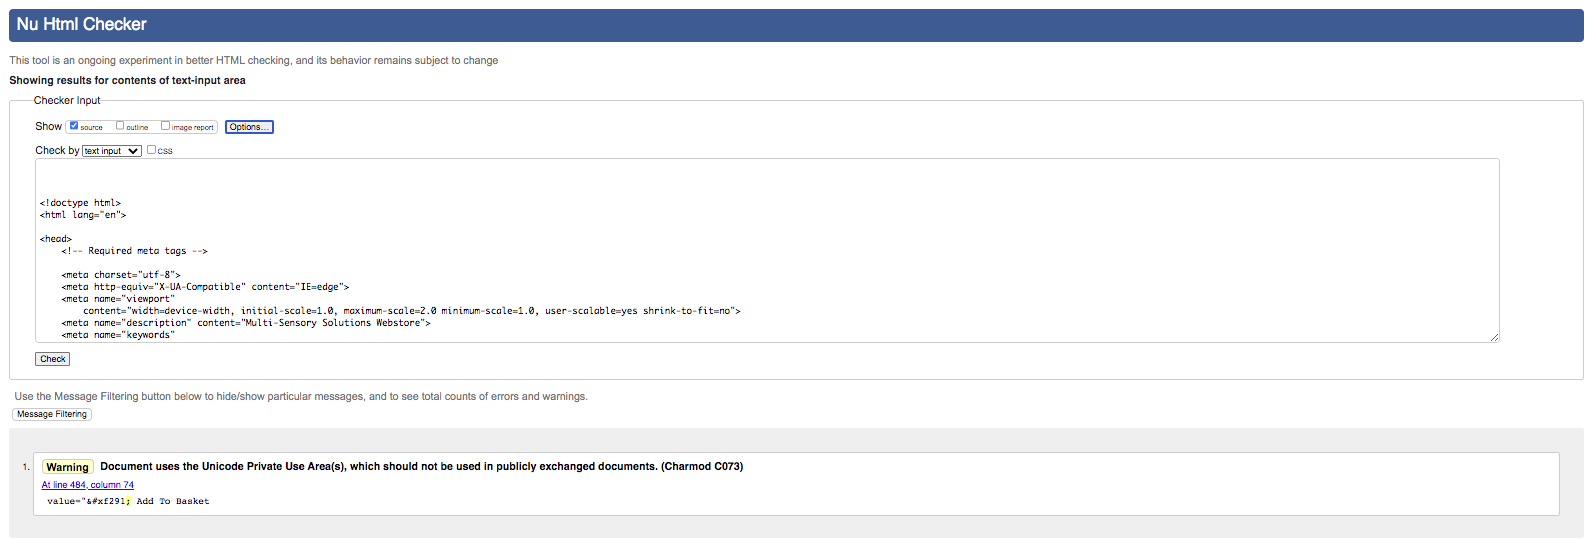 Nu Html Checker
This tool is an ongoing experiment in better HTML checking, and its behavior remains subject to change
Showing results for contents of text-input area
Checker Input
Show source outline image report Options...
Check by text input css
<!doctype html>
<html lang="en">
<head>
<!-- Required meta tags -->
<meta charset="utf-8">
<meta http-equiv="X-UA-Compatible" content="IE=edge">
<meta name="viewport"
content="width=device-width, initial-scale=1.0, maximum-scale=2.0 minimum-scale=1.0, user-scalable=yes shrink-to-fit=no">
<meta name="description" content="Multi-Sensory Solutions Webstore">
<meta name="keywords"
Check
Use the Message Filtering button below to hide/show particular messages, and to see total counts of errors and warnings.
Message Filtering
1. Warning Document uses the Unicode Private Use Area(s), which should not be used in publicly exchanged documents. (Charmod C073)
At line 484, column 74
value="&#xf291; Add To Basket